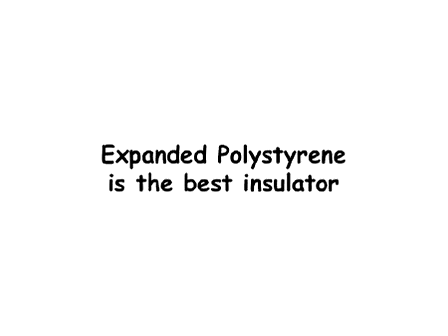 Expanded Polystyrene
is the best insulator